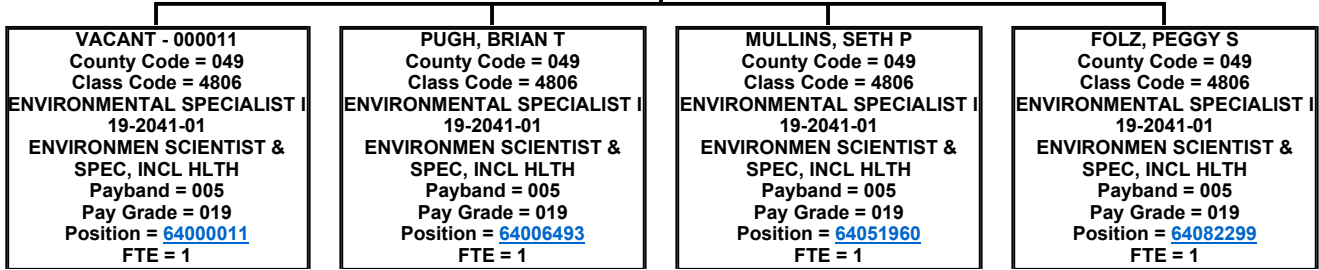 VACANT - 000011
County Code = 049
Class Code = 4806
ENVIRONMENTAL SPECIALIST I
19-2041-01
ENVIRONMEN SCIENTIST &
SPEC, INCL HLTH
Payband = 005
Pay Grade = 019
Position = 64000011
FTE = 1
PUGH, BRIAN T
County Code = 049
Class Code = 4806
ENVIRONMENTAL SPECIALIST I
19-2041-01
ENVIRONMEN SCIENTIST &
SPEC, INCL HLTH
Payband = 005
Pay Grade = 019
Position = 64006493
FTE = 1
MULLINS, SETH P
County Code = 049
Class Code = 4806
ENVIRONMENTAL SPECIALIST I
19-2041-01
ENVIRONMEN SCIENTIST &
SPEC, INCL HLTH
Payband = 005
Pay Grade = 019
Position = 64051960
FTE = 1
FOLZ, PEGGY S
County Code = 049
Class Code = 4806
ENVIRONMENTAL SPECIALIST I
19-2041-01
ENVIRONMEN SCIENTIST &
SPEC, INCL HLTH
Payband = 005
Pay Grade = 019
Position = 64082299
FTE = 1